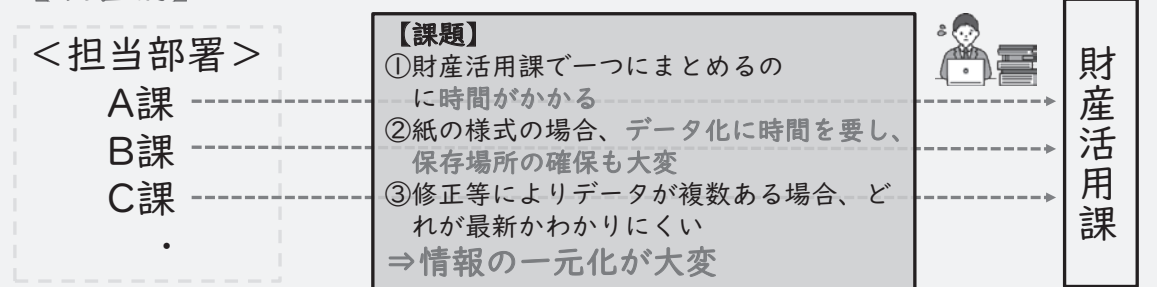 <担当部署>
A課
B課
C課
・
【課題】
①財産活用課で一つにまとめるの
に時間がかかる
②紙の様式の場合、データ化に時間を要し、
保存場所の確保も大変
③修正等によりデータが複数ある場合、ど
れが最新かわかりにくい
⇒情報の一元化が大変
財産活用課